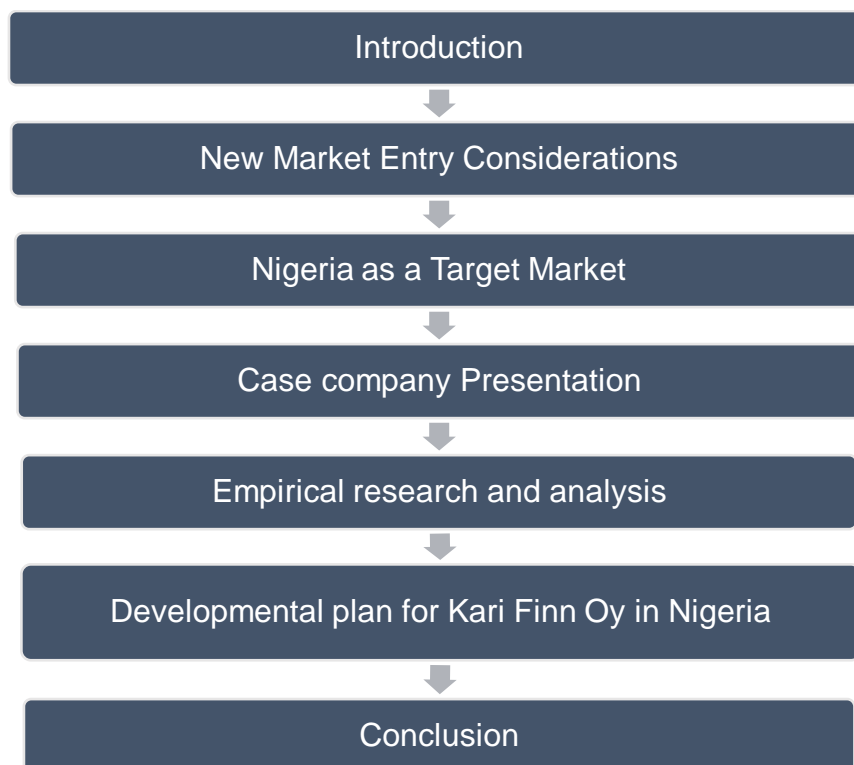 Introduction
New Market Entry Considerations
Nigeria as a Target Market
Case company Presentation
Empirical research and analysis
Developmental plan for Kari Finn Oy in Nigeria
Conclusion